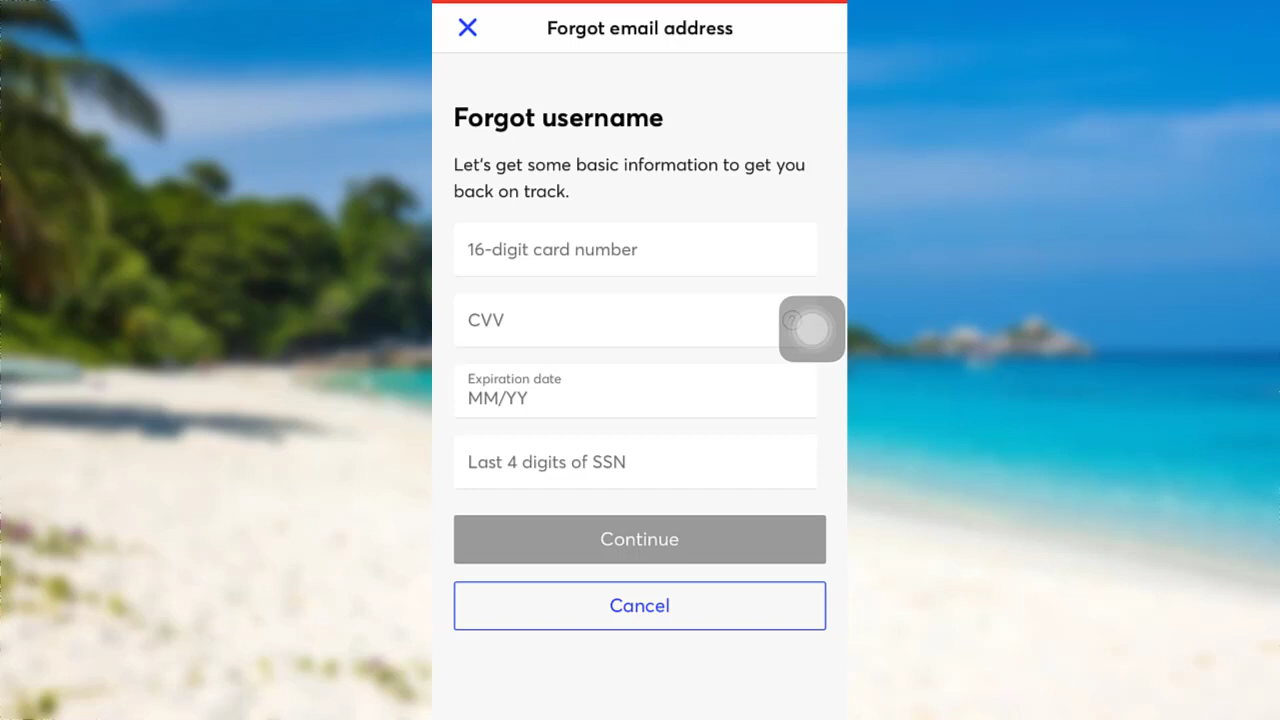 Forgot email address
Forgot username
Let's get some basic information to get you
back on track.
16-digit card number
CVV
?
Expiration date
MM/YY
Last 4 digits of SSN
Continue
Cancel